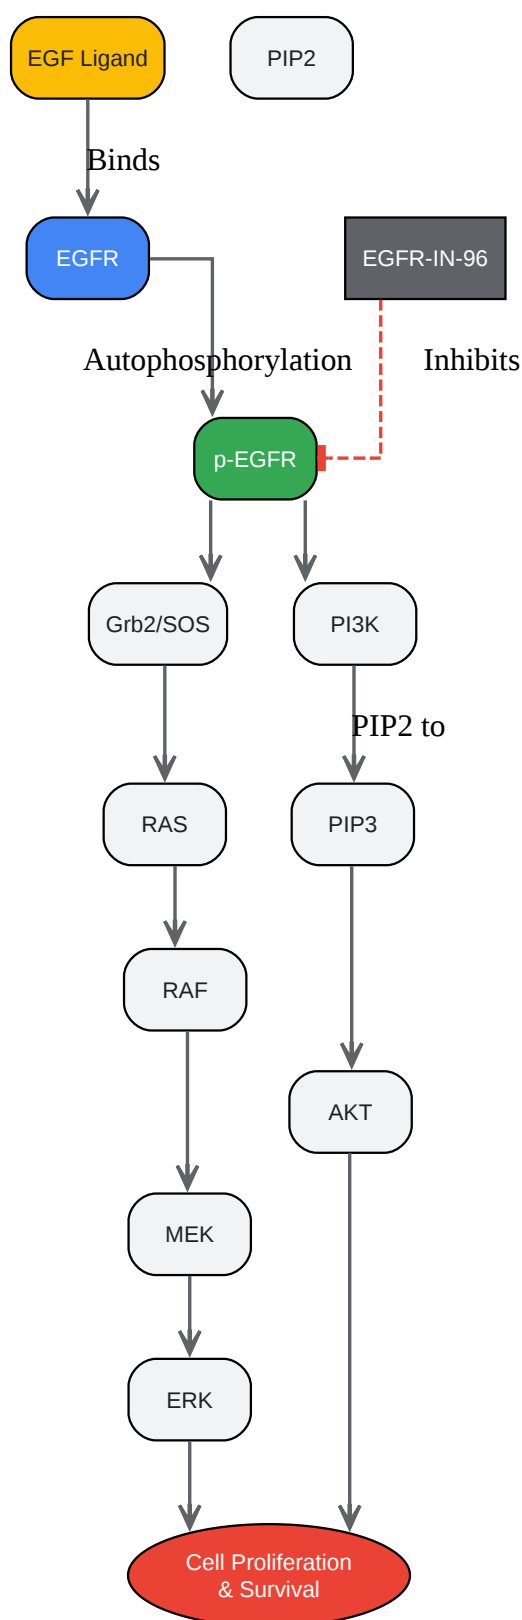 EGF Ligand
PIP2
Binds
EGFR
EGFR-IN-96
Autophosphorylation
Inhibits
p-EGFR
Grb2/SOS
PI3K
PIP2 to
RAS
PIP3
RAF
AKT
MEK
ERK
Cell Proliferation
& Survival